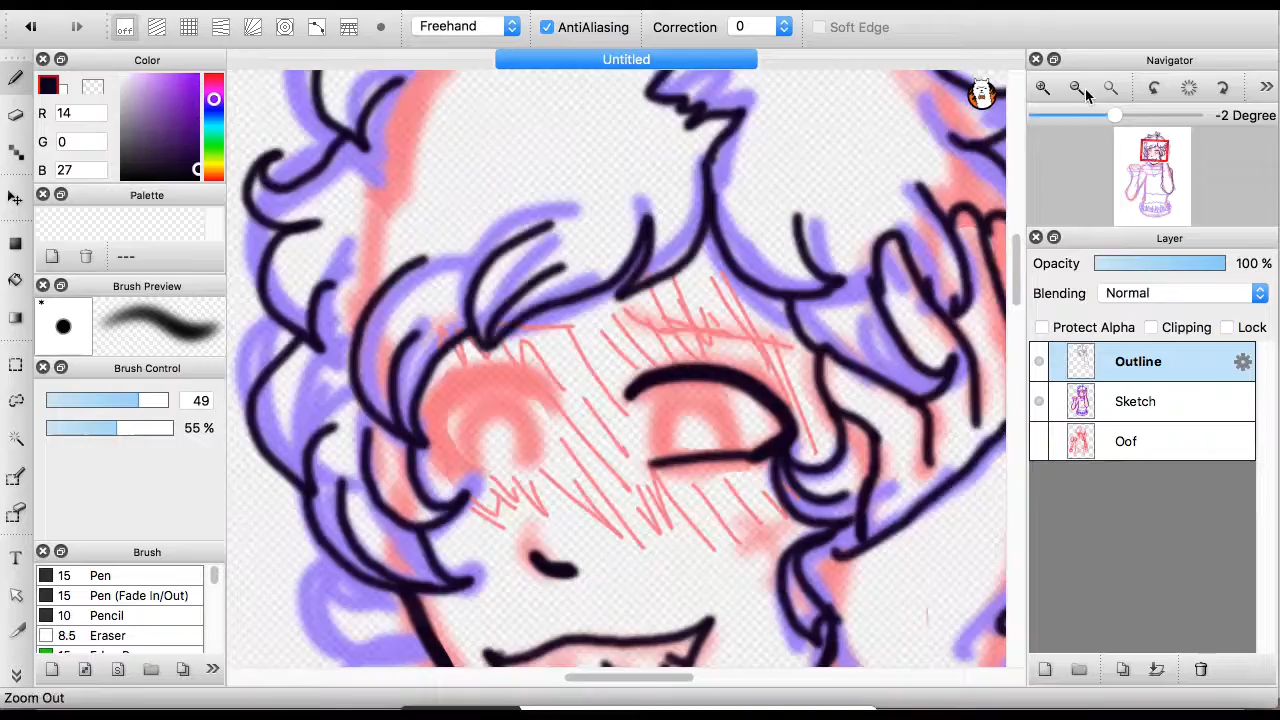 Freehand
AntiAliasing
Correction
0
Soft Edge
Color
Untitled
Navigator
R 14
G 0
B 27
-2 Degree
Palette
---
Layer
Opacity
100 %
Brush Preview
Blending
Normal
*
Protect Alpha
Clipping
Lock
off
Outline
Brush Control
49
Sketch
55 %
Oof
Brush
15 Pen
15 Pen (Fade In/Out)
10 Pencil
8.5 Eraser
T
Zoom Out